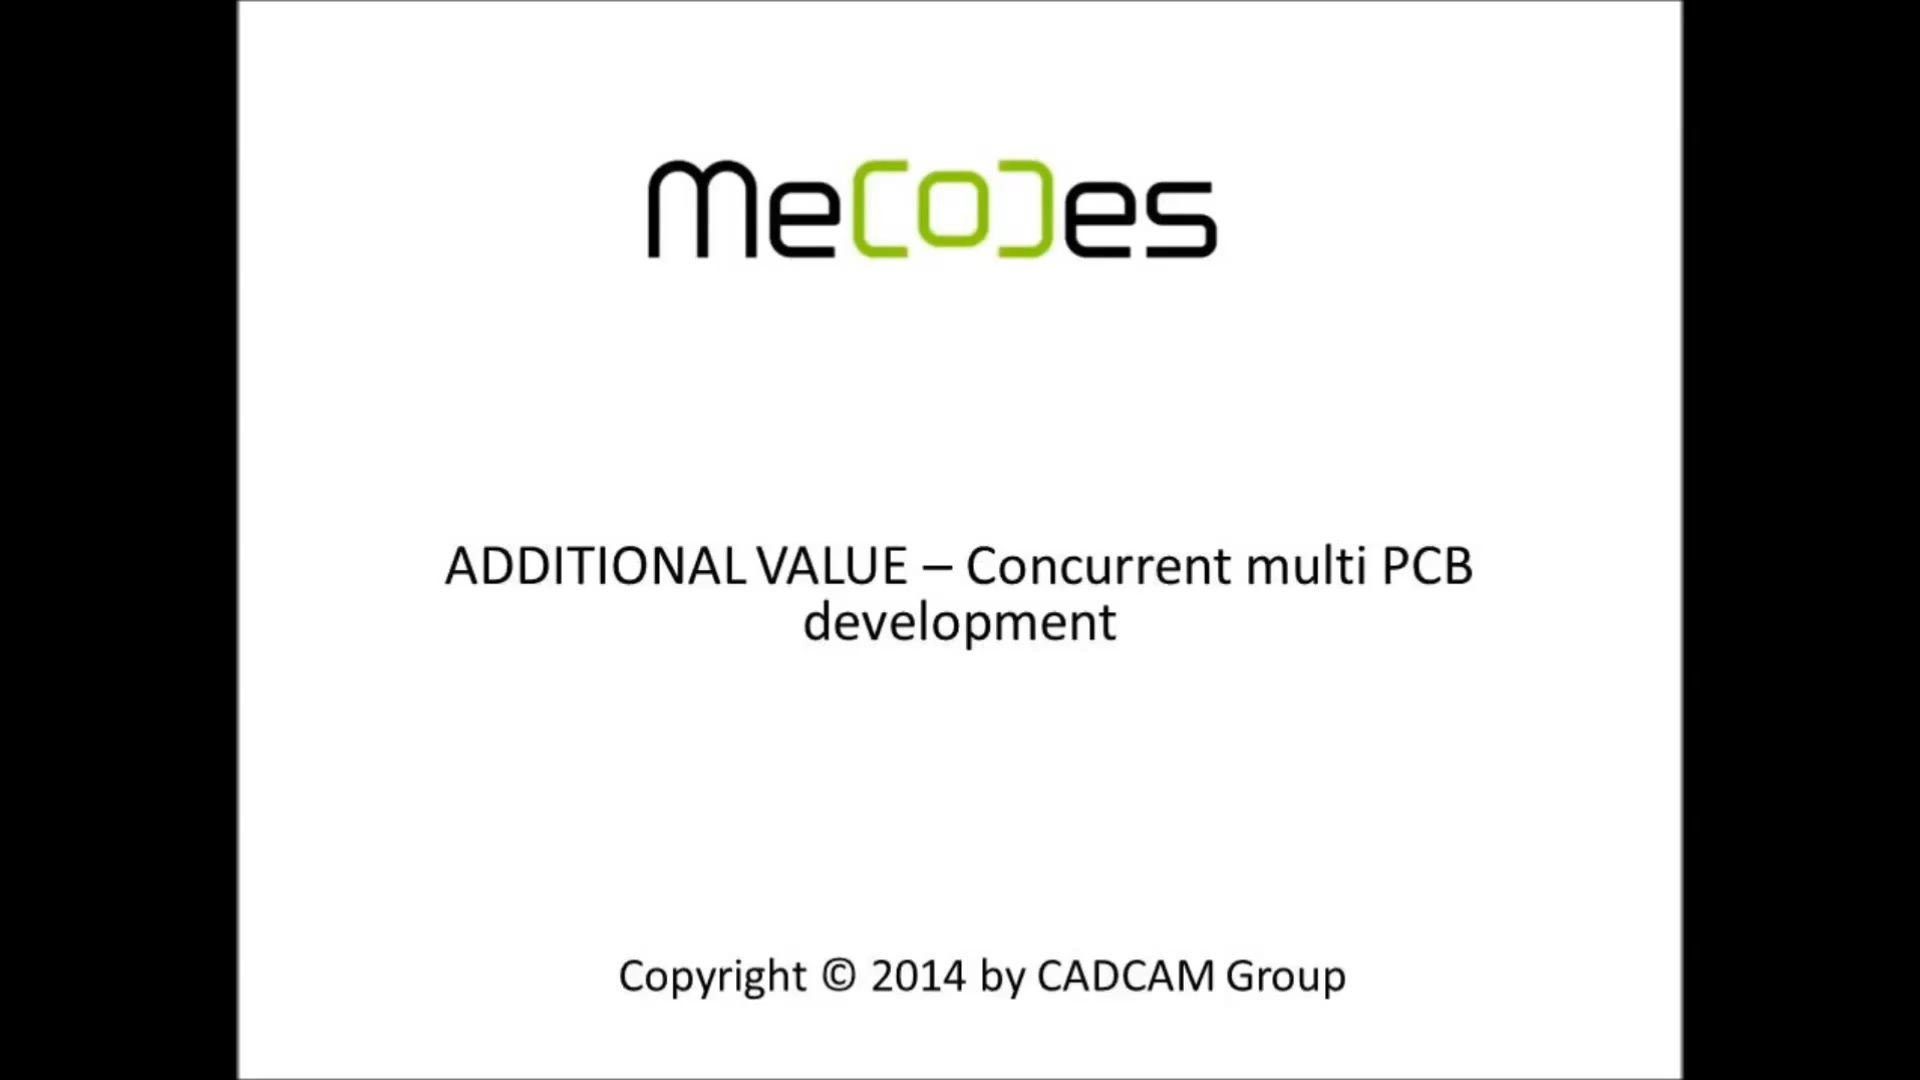 MeCoDes
ADDITIONAL VALUE – Concurrent multi PCB
development
Copyright © 2014 by CADCAM Group